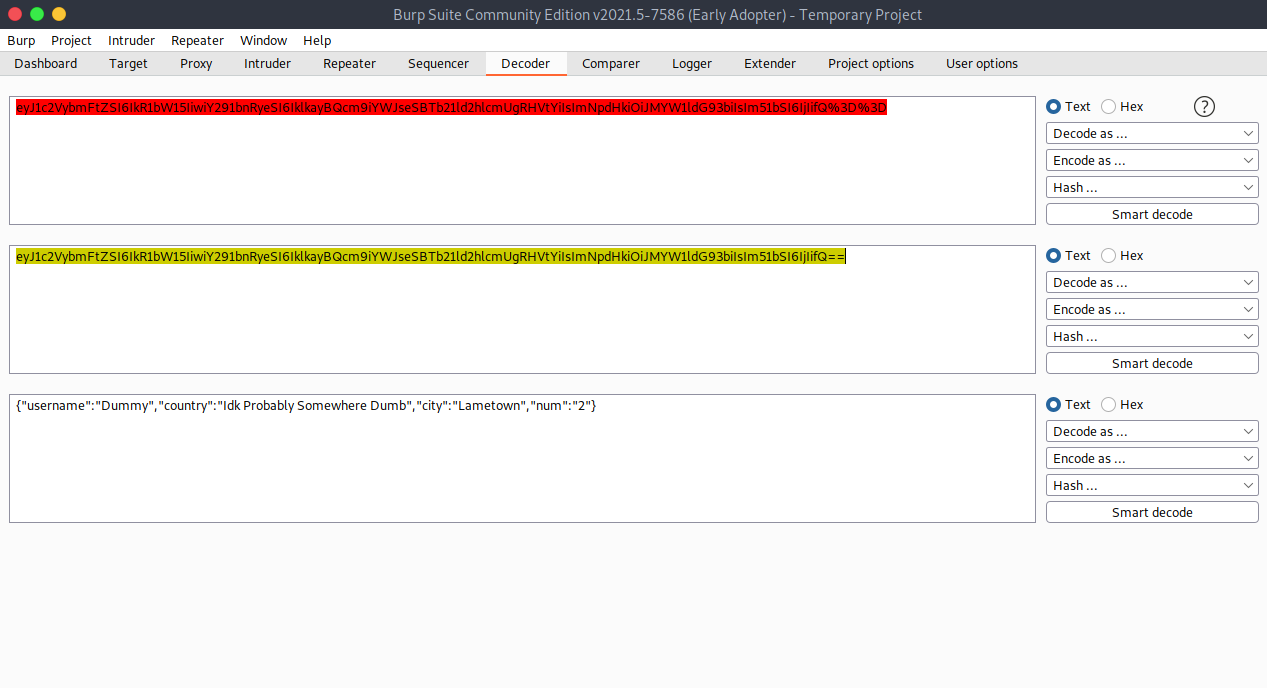 Burp Suite Community Edition v2021.5-7586 (Early Adopter) - Temporary Project
Burp Project Intruder Repeater Window Help
Dashboard Target Proxy Intruder Repeater Sequencer Decoder Comparer Logger Extender Project options User options
eyJ1c2VybmFtZSI6IkR1bW15IiwiY291bnRyeSI6IklkayBQcm9iYWJseSBTb21ld2hlcmUgRHVtYiIsImNpdHkiOiJMYW1ldG93biIsIm51bSI6IjIifQ%3D%3D
Text Hex ?
Decode as ...
Encode as ...
Hash ...
Smart decode
eyJ1c2VybmFtZSI6IkR1bW15IiwiY291bnRyeSI6IklkayBQcm9iYWJseSBTb21ld2hlcmUgRHVtYiIsImNpdHkiOiJMYW1ldG93biIsIm51bSI6IjIifQ==
Text Hex
Decode as ...
Encode as ...
Hash ...
Smart decode
{"username":"Dummy","country":"Idk Probably Somewhere Dumb","city":"Lametown","num":"2"}
Text Hex
Decode as ...
Encode as ...
Hash ...
Smart decode